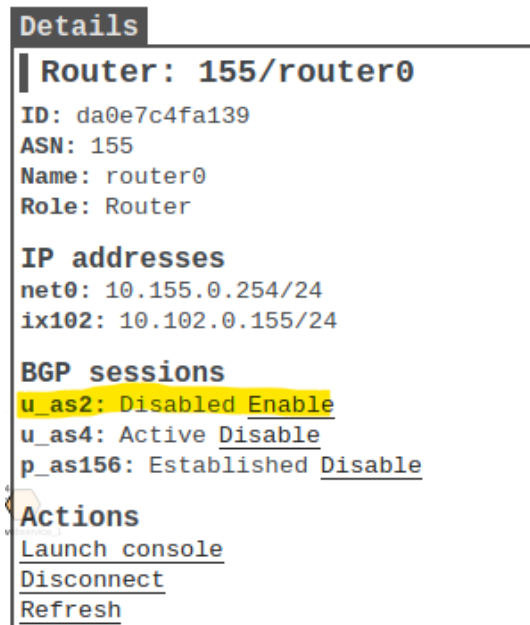 Details
Router: 155/router0
ID: da0e7c4fa139
ASN: 155
Name: router0
Role: Router
IP addresses
net0: 10.155.0.254/24
ix102: 10.102.0.155/24
BGP sessions
u_as2: Disabled Enable
u_as4: Active Disable
p_as156: Established Disable
Actions
Launch console
Disconnect
Refresh